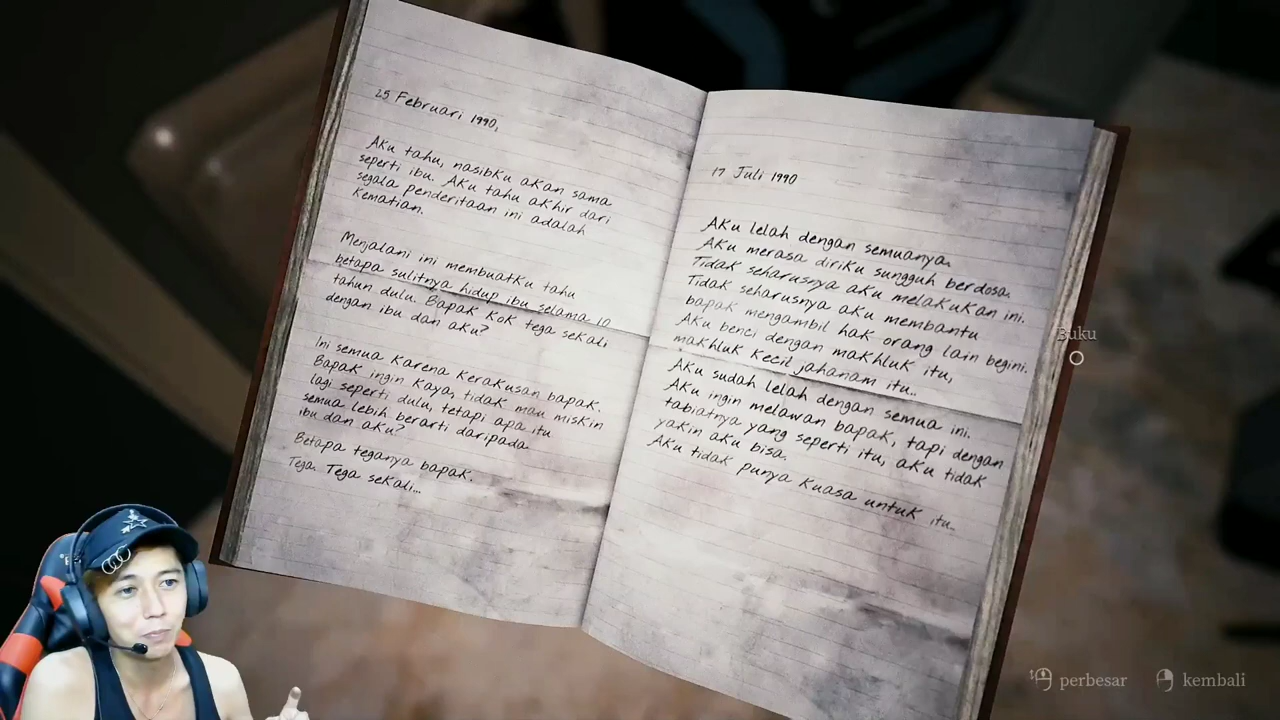 25 Februari 1990,
Aku tahu, nasibku akan sama
seperti ibu. Aku tahu akhir dari
segala penderitaan ini adalah
kematian.
Menjalani ini membuatku tahu
betapa sulitnya hidup ibu selama 10
tahun dulu. Bapak kok tega sekali
dengan ibu dan aku?
Ini semua karena kerakusan bapak.
Bapak ingin kaya, tidak mau miskin
lagi seperti dulu, tetapi apa itu
semua lebih berarti daripada
ibu dan aku?
Betapa teganya bapak.
Tega. Tega sekali...
17 Juli 1990
Aku lelah dengan semuanya.
Aku merasa diriku sungguh berdosa.
Tidak seharusnya aku melakukan ini.
Tidak seharusnya aku membantu
bapak mengambil hak orang lain begini.
Aku benci dengan makhluk itu,
makhluk kecil jahanam itu..
Aku sudah lelah dengan semua ini.
Aku ingin melawan bapak, tapi dengan
tabiatnya yang seperti itu, aku tidak
yakin aku bisa.
Aku tidak punya kuasa untuk itu..
Buku
perbesar
kembali